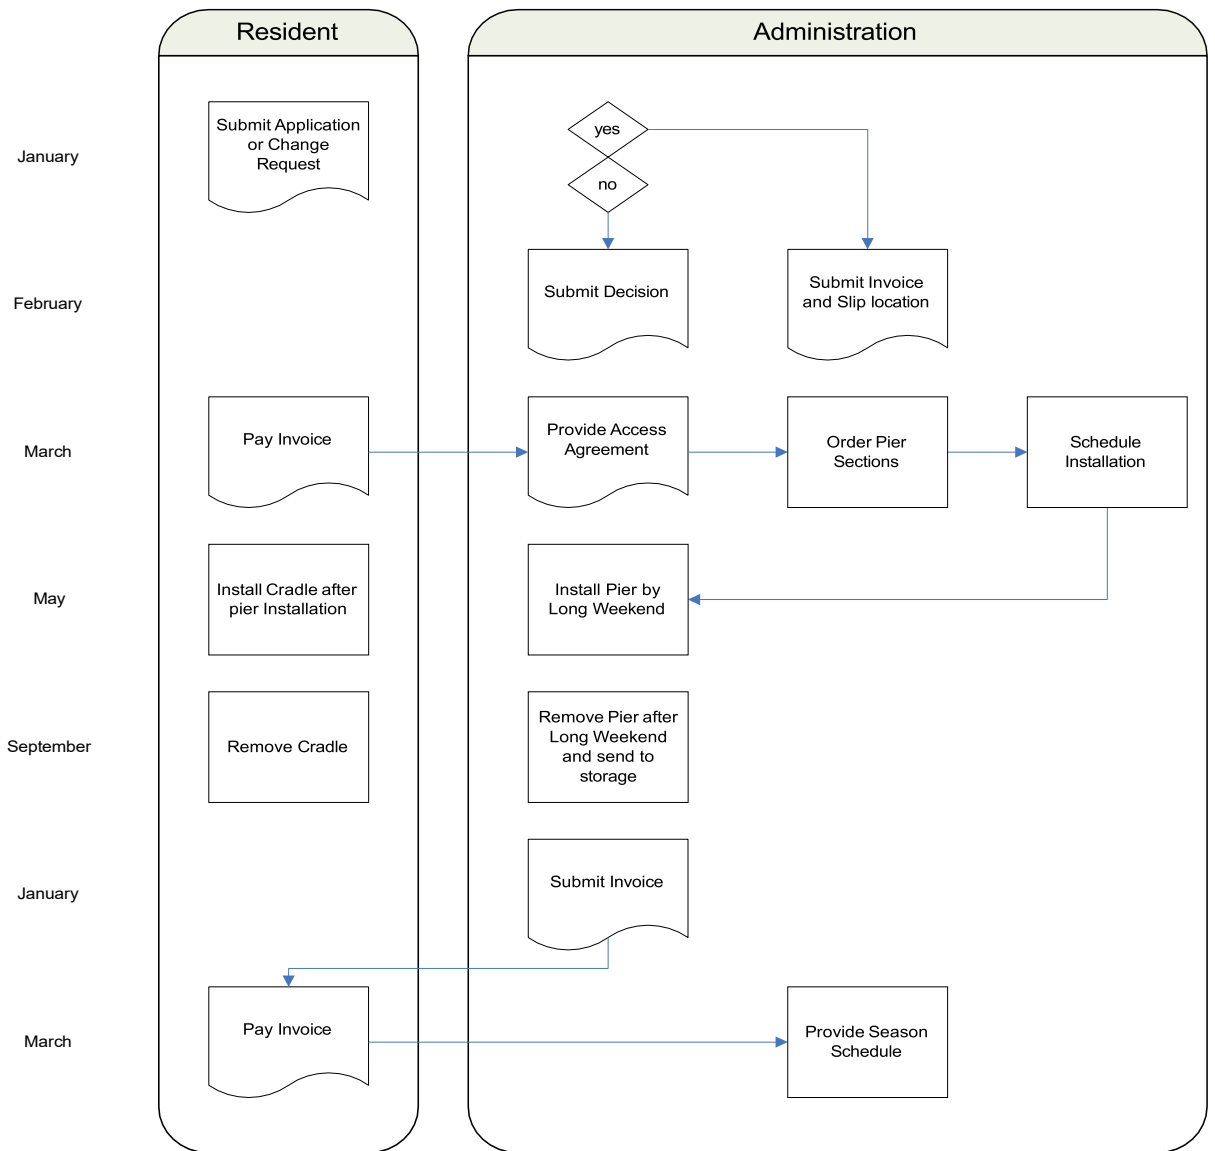 Resident
Administration
January
Submit Application
or Change
Request
yes
no
February
Submit Decision
Submit Invoice
and Slip location
March
Pay Invoice
Provide Access
Agreement
Order Pier
Sections
Schedule
Installation
May
Install Cradle after
pier Installation
Install Pier by
Long Weekend
September
Remove Cradle
Remove Pier after
Long Weekend
and send to
storage
January
Submit Invoice
March
Pay Invoice
Provide Season
Schedule